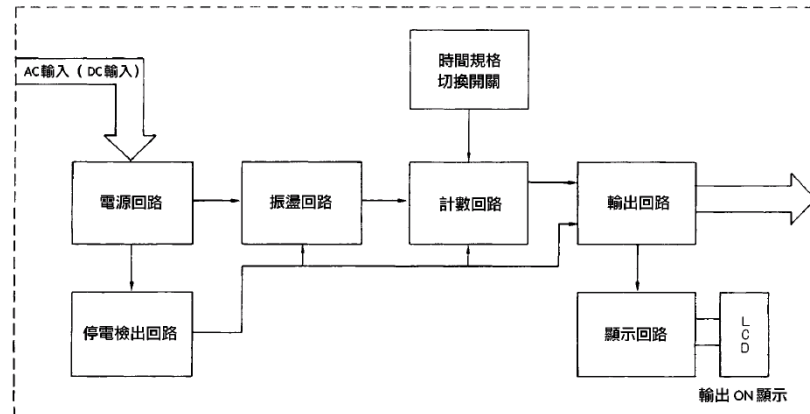 AC輸入（DC輸入）
時間規格
切換開關
電源回路
振盪回路
計數回路
輸出回路
停電檢出回路
顯示回路
LCD
輸出 ON 顯示